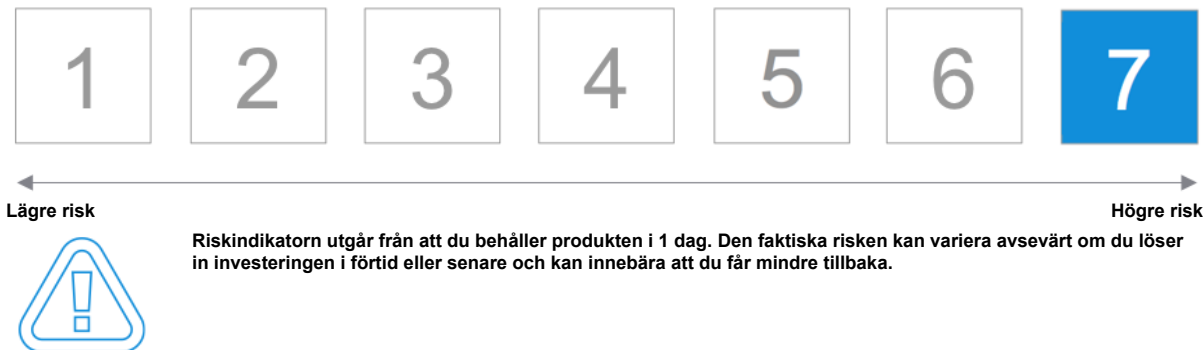 1 2 3 4 5 6 7
Lägre risk Högre risk
Riskindikatorn utgår från att du behåller produkten i 1 dag. Den faktiska risken kan variera avsevärt om du löser
in investeringen i förtid eller senare och kan innebära att du får mindre tillbaka.